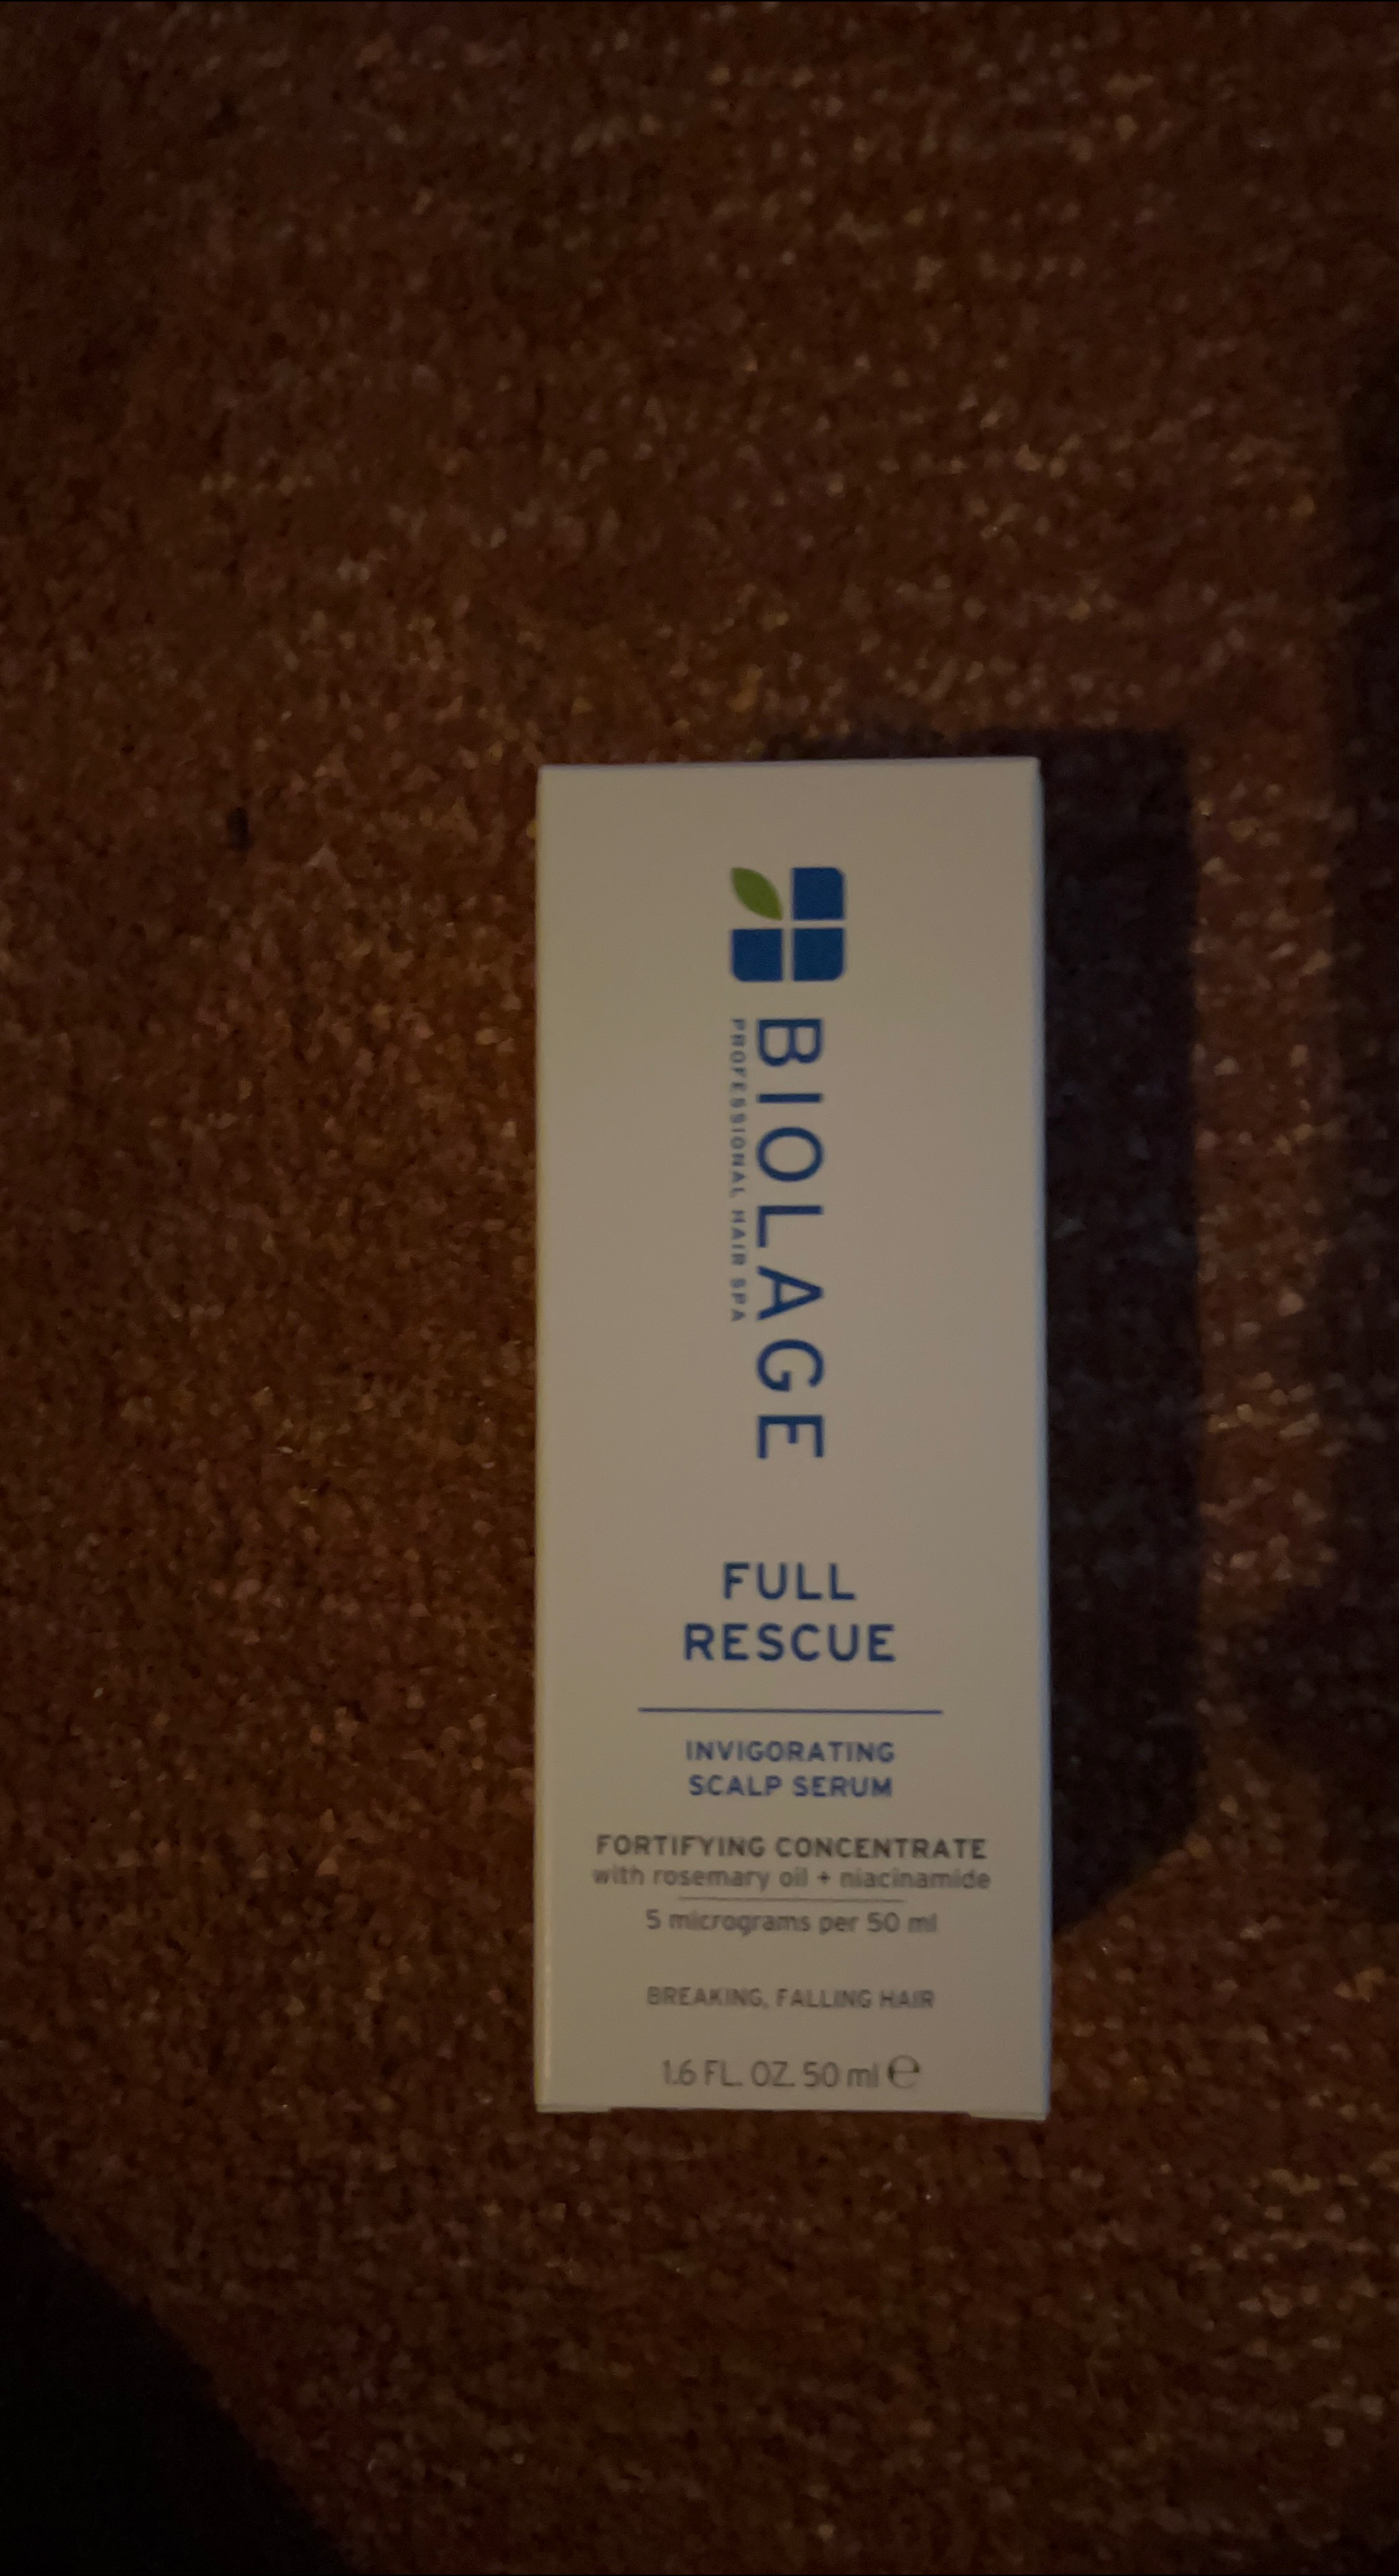 BIOLAGE
PROFESSIONAL HAIR SPA
FULL
RESCUE
INVIGORATING
SCALP SERUM
FORTIFYING CONCENTRATE
with rosemary oil + niacinamide
5 micrograms per 50 ml
BREAKING, FALLING HAIR
1.6 FL. OZ. 50 ml ℮